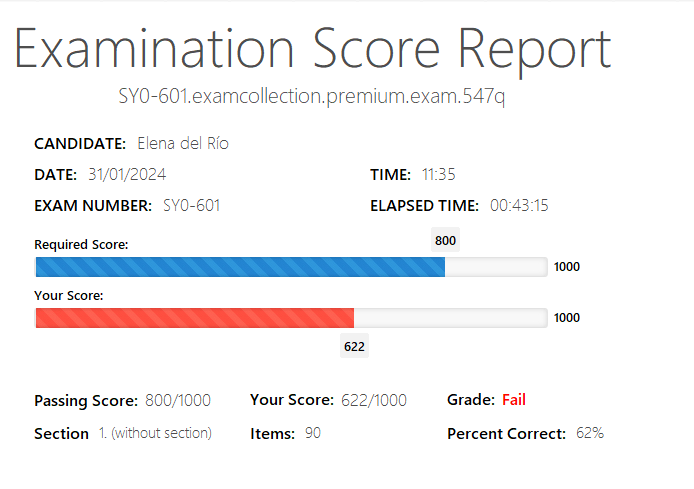 Examination Score Report
SY0-601.examcollection.premium.exam.547q
CANDIDATE: Elena del Río
DATE: 31/01/2024 TIME: 11:35
EXAM NUMBER: SY0-601 ELAPSED TIME: 00:43:15
800
Required Score:
1000
Your Score:
1000
622
Passing Score: 800/1000 Your Score: 622/1000 Grade: Fail
Section 1. (without section) Items: 90 Percent Correct: 62%